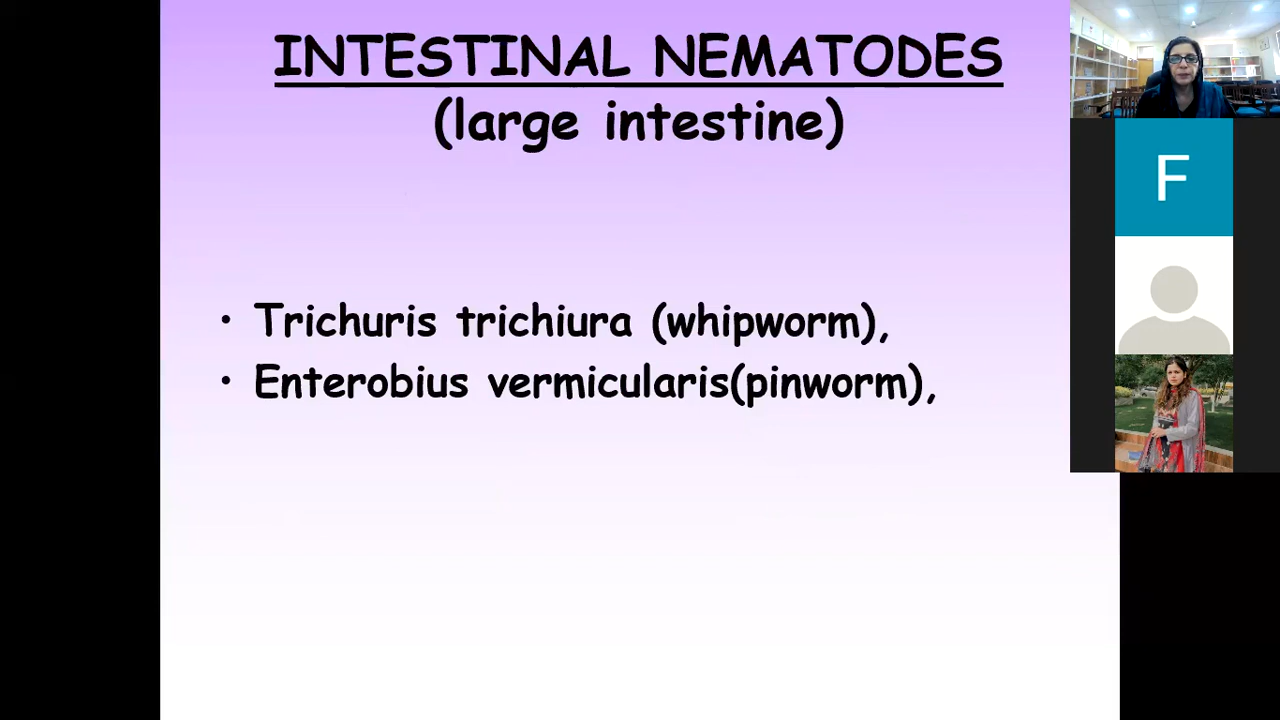 INTESTINAL NEMATODES
(large intestine)
• Trichuris trichiura (whipworm),
• Enterobius vermicularis(pinworm),
F